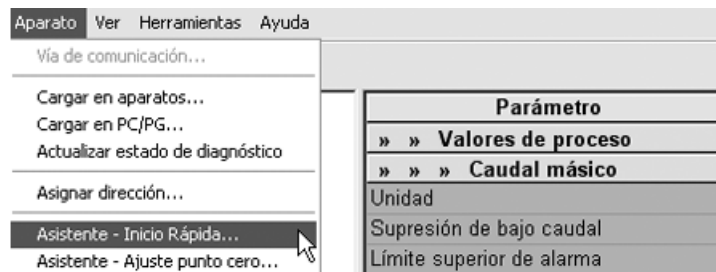 Aparato Ver Herramientas Ayuda
Vía de comunicación...
Cargar en aparatos...
Cargar en PC/PG...
Actualizar estado de diagnóstico
Asignar dirección...
Asistente - Inicio Rápida...
Asistente - Ajuste punto cero...
Parámetro
» » Valores de proceso
» » » Caudal másico
Unidad
Supresión de bajo caudal
Límite superior de alarma